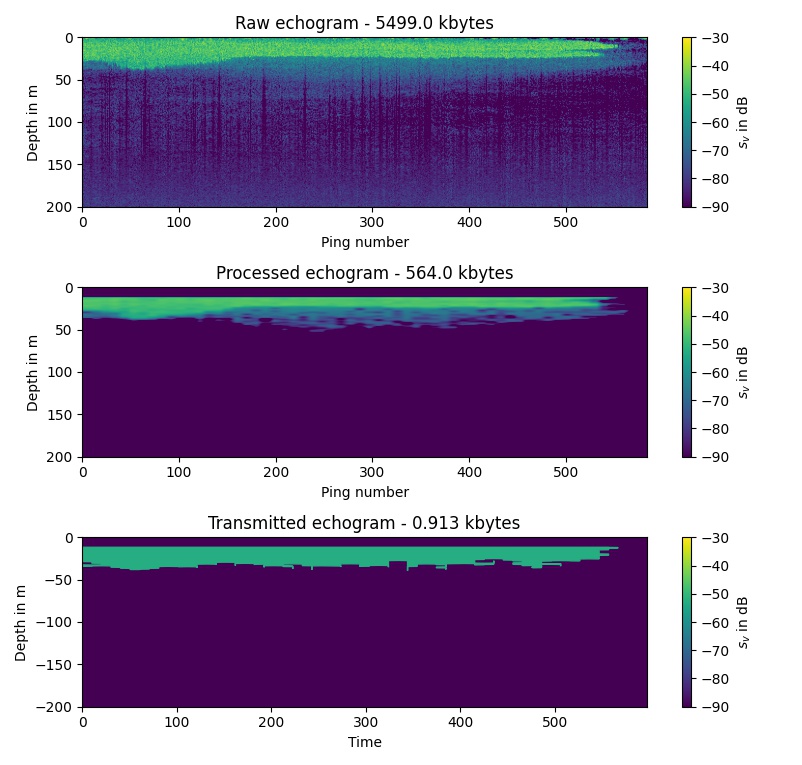 Raw echogram - 5499.0 kbytes
0
50
100
150
200
Depth in m
0 100 200 300 400 500
Ping number
−30
−40
−50
−60
−70
−80
−90
sv in dB
Processed echogram - 564.0 kbytes
0
50
100
150
200
Depth in m
0 100 200 300 400 500
Ping number
−30
−40
−50
−60
−70
−80
−90
sv in dB
Transmitted echogram - 0.913 kbytes
0
−50
−100
−150
−200
Depth in m
0 100 200 300 400 500
Time
−30
−40
−50
−60
−70
−80
−90
sv in dB